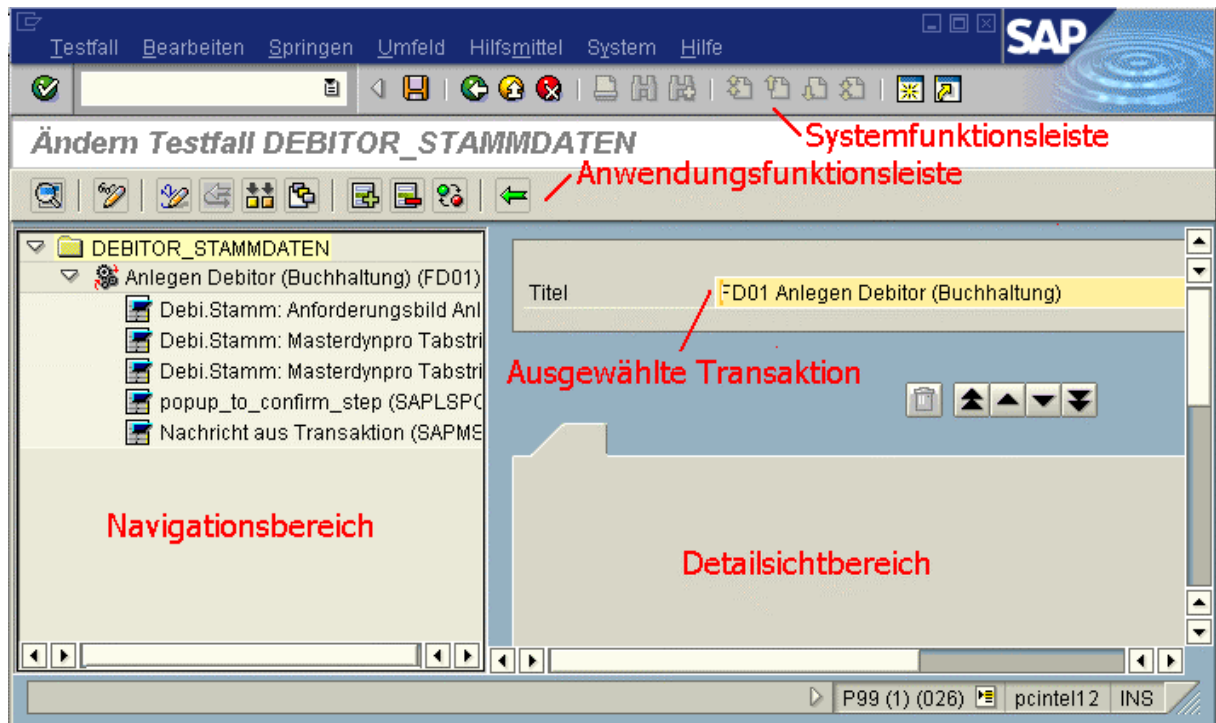 Testfall Bearbeiten Springen Umfeld Hilfsmittel System Hilfe
SAP
Systemfunktionsleiste
Ändern Testfall DEBITOR_STAMMDATEN
Anwendungsfunktionsleiste
DEBITOR_STAMMDATEN
Anlegen Debitor (Buchhaltung) (FD01)
Debi.Stamm: Anforderungsbild Anl
Debi.Stamm: Masterdynpro Tabstri
Debi.Stamm: Masterdynpro Tabstri
popup_to_confirm_step (SAPLSPO
Nachricht aus Transaktion (SAPMS
Navigationsbereich
Titel FD01 Anlegen Debitor (Buchhaltung)
Ausgewählte Transaktion
Detailsichtbereich
P99 (1) (026) pcintel12 INS